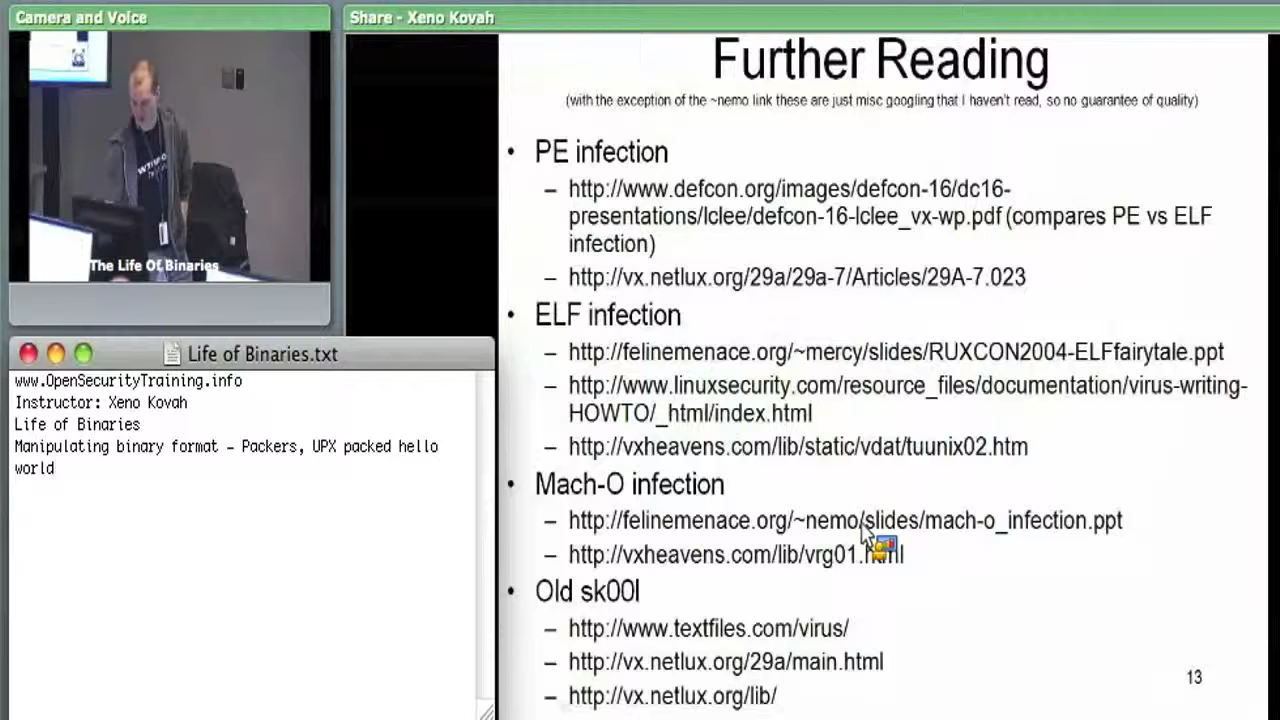 Camera and Voice
Share - Xeno Kovah
The Life Of Binaries
Life of Binaries.txt
www.OpenSecurityTraining.info
Instructor: Xeno Kovah
Life of Binaries
Manipulating binary format – Packers, UPX packed hello
world
Further Reading
(with the exception of the ~nemo link these are just misc googling that I haven't read, so no guarantee of quality)
• PE infection
– http://www.defcon.org/images/defcon-16/dc16-
presentations/lclee/defcon-16-lclee_vx-wp.pdf (compares PE vs ELF
infection)
– http://vx.netlux.org/29a/29a-7/Articles/29A-7.023
• ELF infection
– http://felinemenace.org/~mercy/slides/RUXCON2004-ELFfairytale.ppt
– http://www.linuxsecurity.com/resource_files/documentation/virus-writing-
HOWTO/_html/index.html
– http://vxheavens.com/lib/static/vdat/tuunix02.htm
• Mach-O infection
– http://felinemenace.org/~nemo/slides/mach-o_infection.ppt
– http://vxheavens.com/lib/vrg01.html
• Old sk00l
– http://www.textfiles.com/virus/
– http://vx.netlux.org/29a/main.html
– http://vx.netlux.org/lib/
13